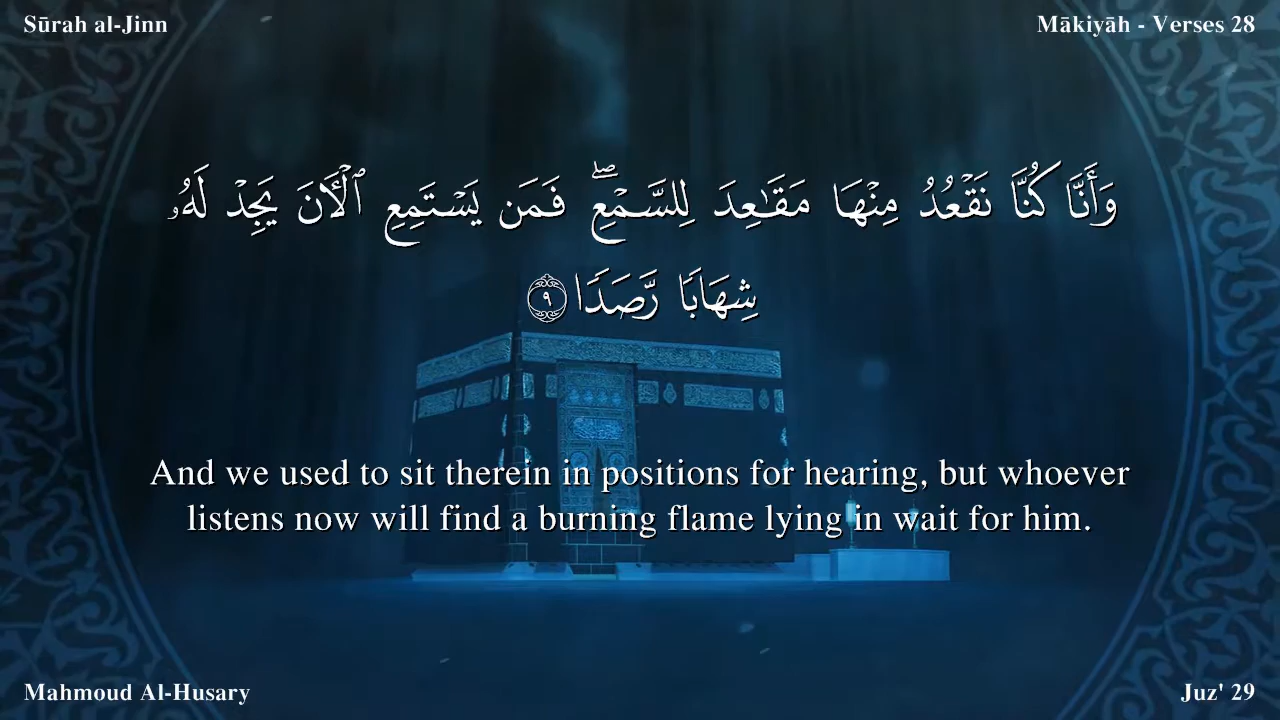 Sūrah al-Jinn
Mākiyāh - Verses 28
وَأَنَّا كُنَّا نَقْعُدُ مِنْهَا مَقَـٰعِدَ لِلسَّمْعِ ۖ فَمَن يَسْتَمِعِ ٱلْـَٔانَ يَجِدْ لَهُۥ
شِهَابًا رَّصَدًا ٩
And we used to sit therein in positions for hearing, but whoever
listens now will find a burning flame lying in wait for him.
Mahmoud Al-Husary
Juz' 29